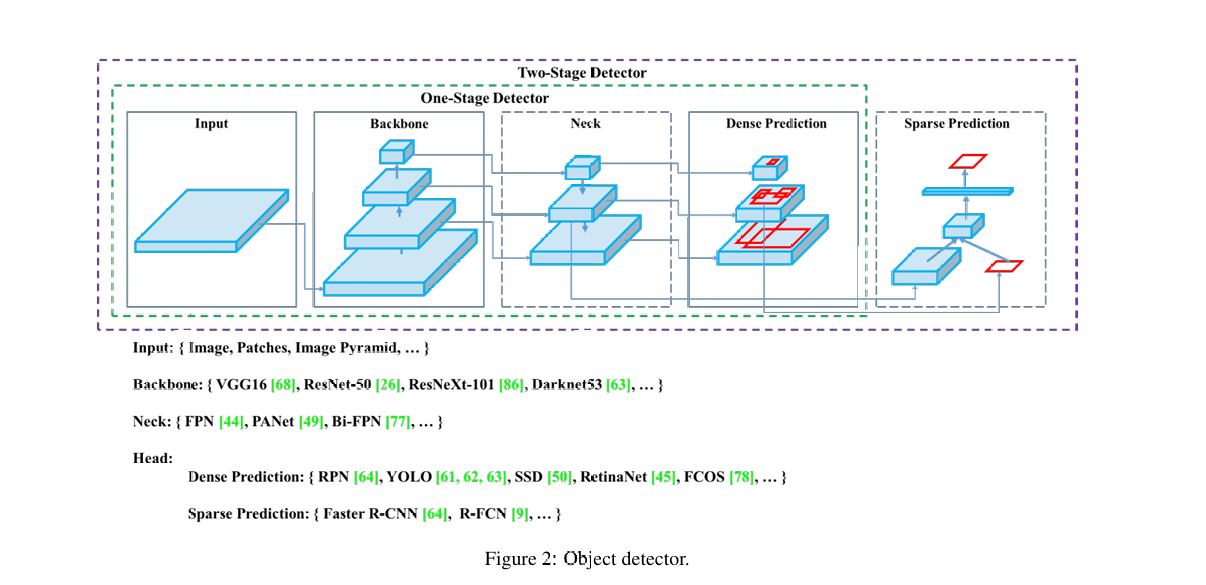 Two-Stage Detector
One-Stage Detector
Input
Backbone
Neck
Dense Prediction
Sparse Prediction
Input: { Image, Patches, Image Pyramid, … }
Backbone: { VGG16 [68], ResNet-50 [26], ResNeXt-101 [86], Darknet53 [63], … }
Neck: { FPN [44], PANet [49], Bi-FPN [77], … }
Head:
Dense Prediction: { RPN [64], YOLO [61, 62, 63], SSD [50], RetinaNet [45], FCOS [78], … }
Sparse Prediction: { Faster R-CNN [64], R-FCN [9], … }
Figure 2: Object detector.